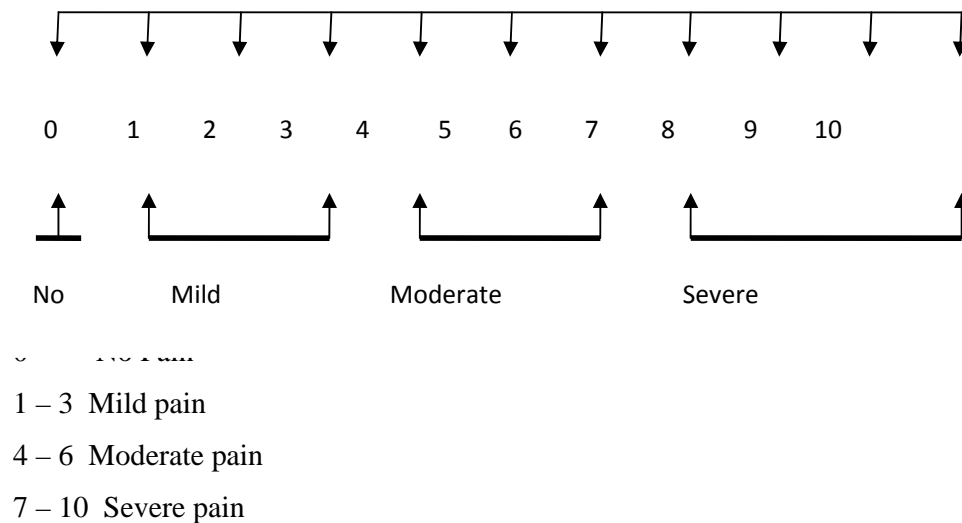 0 1 2 3 4 5 6 7 8 9 10
No Mild Moderate Severe
1 – 3 Mild pain
4 – 6 Moderate pain
7 – 10 Severe pain